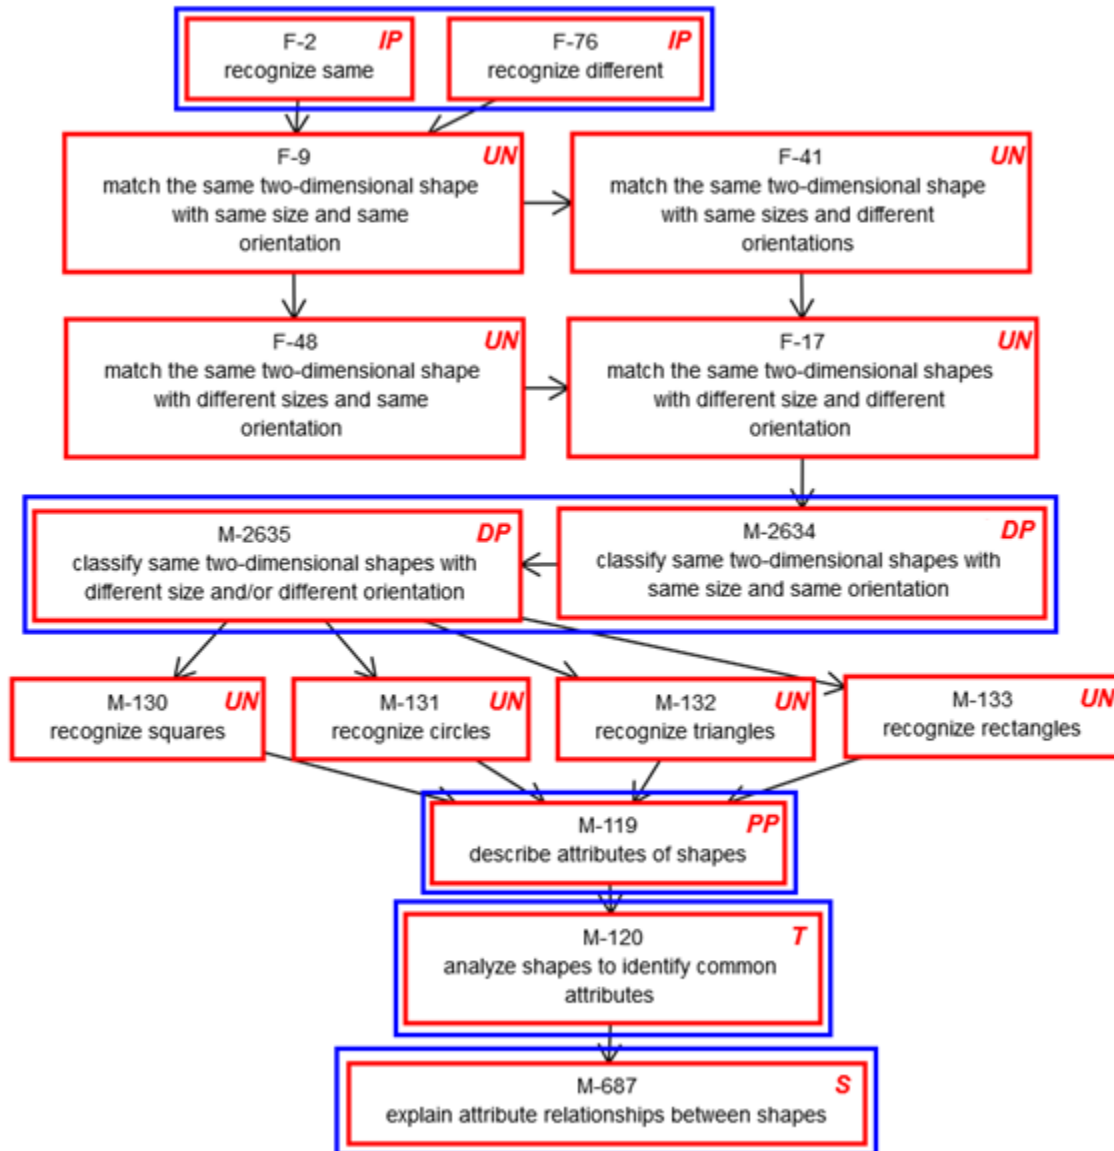 F-2 IP
recognize same
F-76 IP
recognize different
F-9 UN
match the same two-dimensional shape
with same size and same
orientation
F-41 UN
match the same two-dimensional shape
with same sizes and different
orientations
F-48 UN
match the same two-dimensional shape
with different sizes and same
orientation
F-17 UN
match the same two-dimensional shapes
with different size and different
orientation
M-2635 DP
classify same two-dimensional shapes with
different size and/or different orientation
M-2634 DP
classify same two-dimensional shapes with
same size and same orientation
M-130 UN
recognize squares
M-131 UN
recognize circles
M-132 UN
recognize triangles
M-133 UN
recognize rectangles
M-119 PP
describe attributes of shapes
M-120 T
analyze shapes to identify common
attributes
M-687 S
explain attribute relationships between shapes